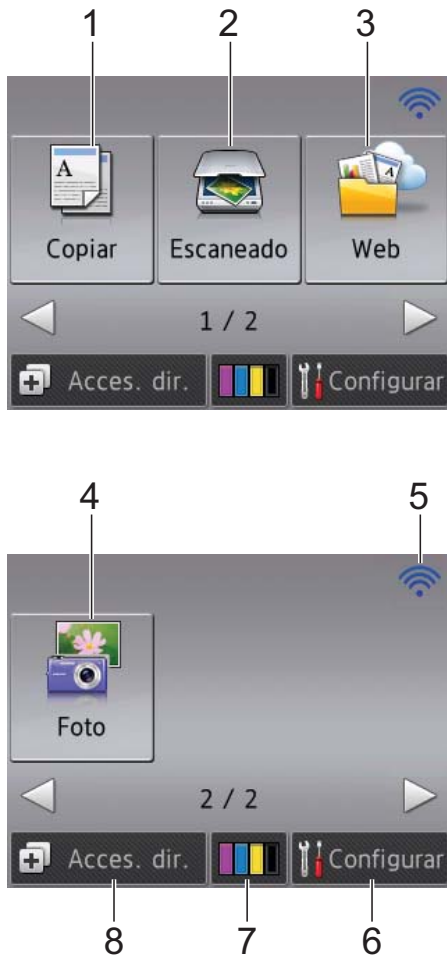 1 2 3
A A
Copiar Escaneado Web
1 / 2
Acces. dir. Configurar
4 5
Foto
2 / 2
Acces. dir. Configurar
8 7 6